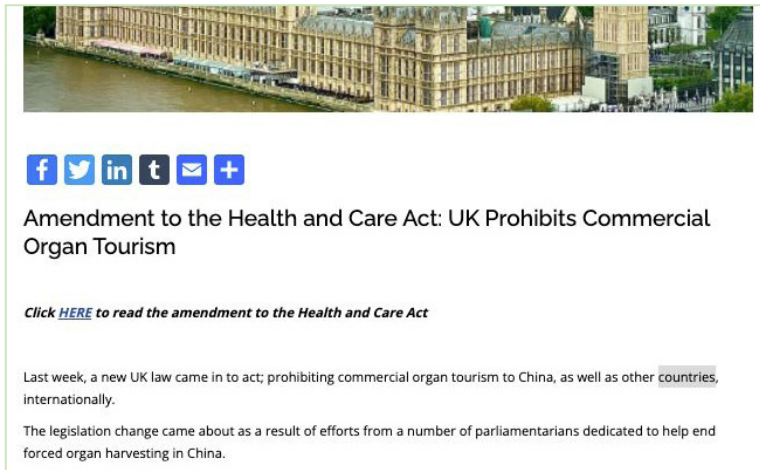 f in t
Amendment to the Health and Care Act: UK Prohibits Commercial
Organ Tourism
Click HERE to read the amendment to the Health and Care Act
Last week, a new UK law came in to act; prohibiting commercial organ tourism to China, as well as other countries,
internationally.
The legislation change came about as a result of efforts from a number of parliamentarians dedicated to help end
forced organ harvesting in China.